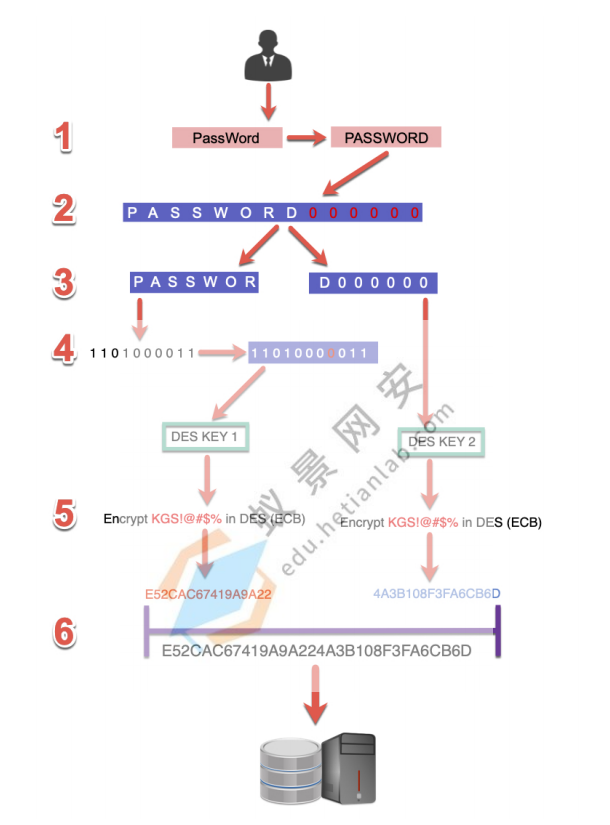 1
PassWord
PASSWORD
2
P A S S W O R D 0 0 0 0 0 0
3
P A S S W O R
D 0 0 0 0 0 0
4
1 1 0 1 0 0 0 0 1 1
1 1 0 1 0 0 0 0 0 1 1
DES KEY 1
DES KEY 2
5
Encrypt KGS!@#$% in DES (ECB)
Encrypt KGS!@#$% in DES (ECB)
E52CAC67419A9A22
4A3B108F3FA6CB6D
6
E52CAC67419A9A224A3B108F3FA6CB6D
蚁景网安
edu.hetianlab.com